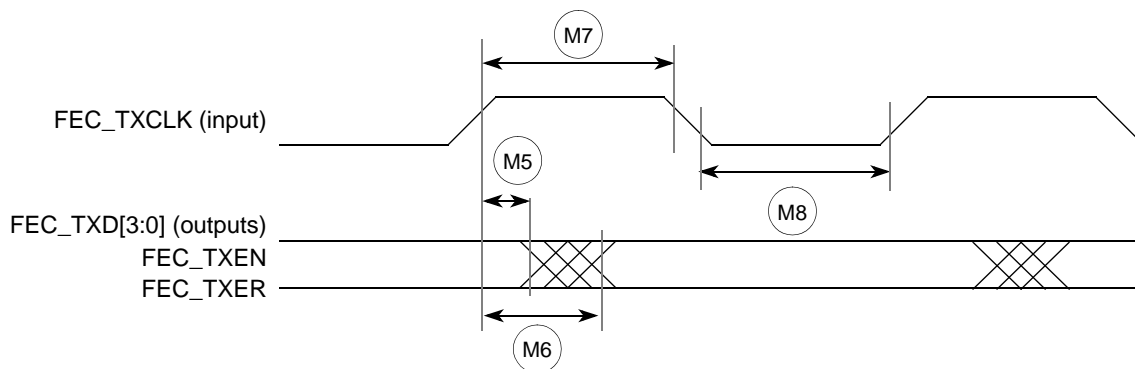 M7
FEC_TXCLK (input)
M5
M8
FEC_TXD[3:0] (outputs)
FEC_TXEN
FEC_TXER
M6